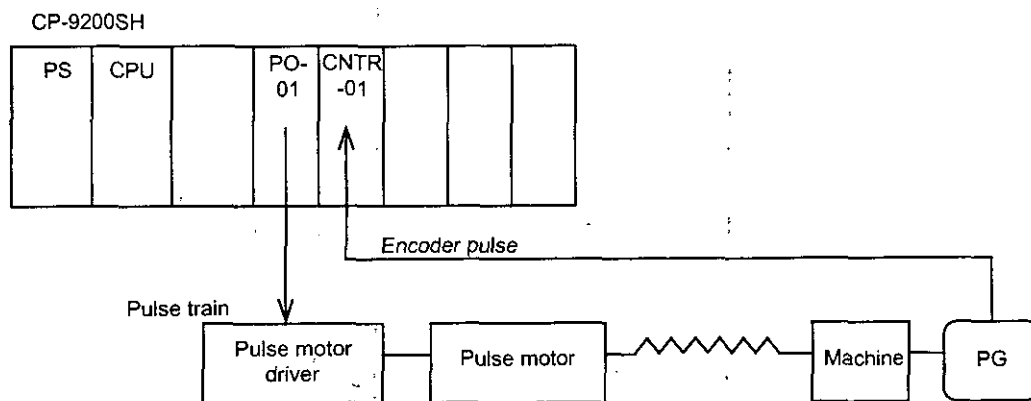 CP-9200SH
PS
CPU
PO-
01
CNTR
-01
Encoder pulse
Pulse train
Pulse motor
driver
Pulse motor
Machine
PG